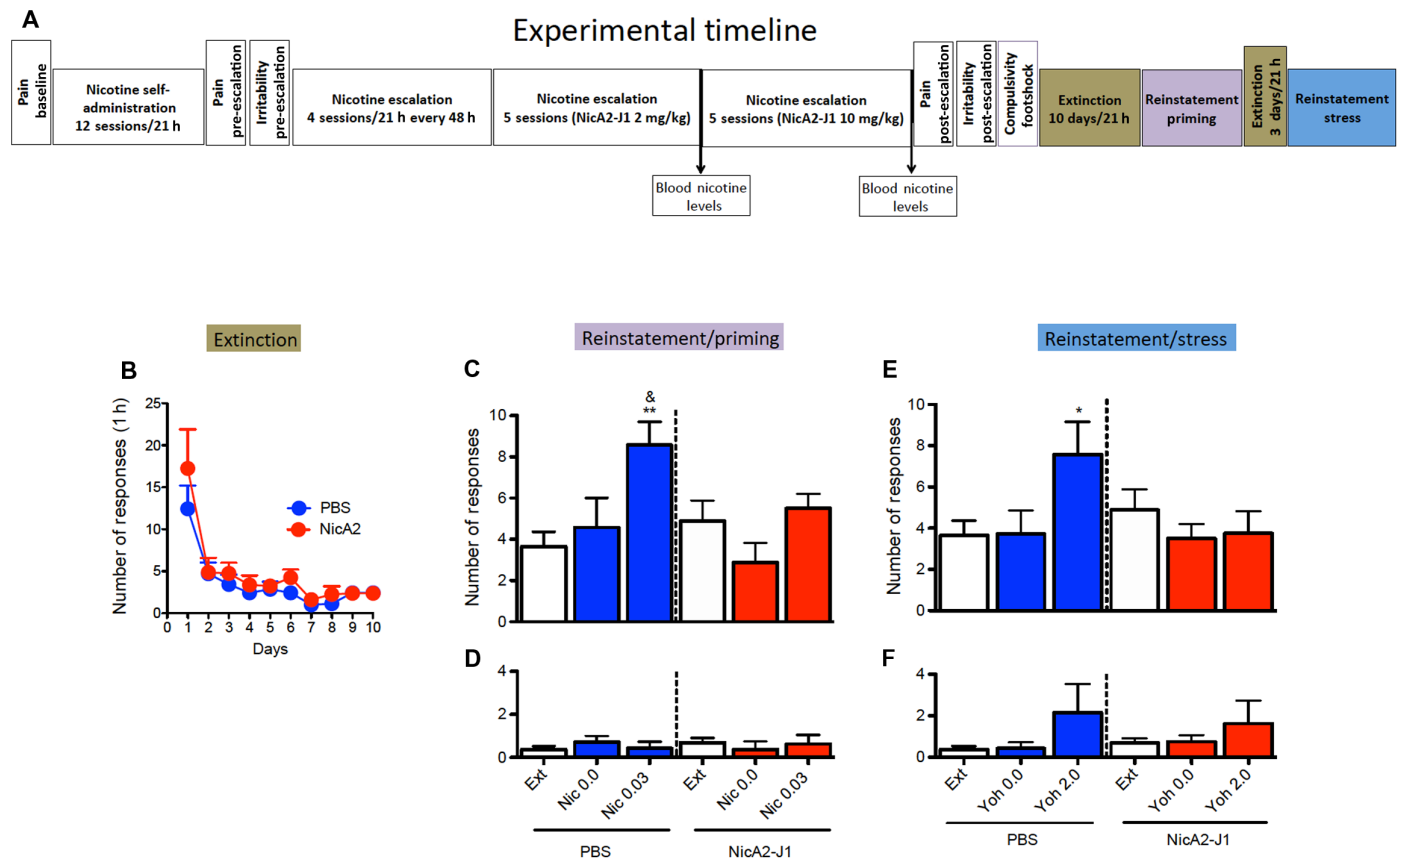 A
Experimental timeline
Pain
baseline
Nicotine self-
administration
12 sessions/21 h
Pain
pre-escalation
Irritability
pre-escalation
Nicotine escalation
4 sessions/21 h every 48 h
Nicotine escalation
5 sessions (NicA2-J1 2 mg/kg)
Nicotine escalation
5 sessions (NicA2-J1 10 mg/kg)
Pain
post-escalation
Irritability
post-escalation
Compulsivity
footshock
Extinction
10 days/21 h
Reinstatement
priming
Extinction
3 days/21 h
Reinstatement
stress
Blood nicotine
levels
Blood nicotine
levels
Extinction
B
Number of responses (1 h)
25
20
15
10
5
0
0 1 2 3 4 5 6 7 8 9 10
Days
PBS
NicA2
Reinstatement/priming
C
Number of responses
10
8
6
4
2
0
&
**
D
4
2
0
Ext
Nic 0.0
Nic 0.03
Ext
Nic 0.0
Nic 0.03
PBS
NicA2-J1
Reinstatement/stress
E
Number of responses
10
8
6
4
2
0
*
F
4
2
0
Ext
Yoh 0.0
Yoh 2.0
Ext
Yoh 0.0
Yoh 2.0
PBS
NicA2-J1